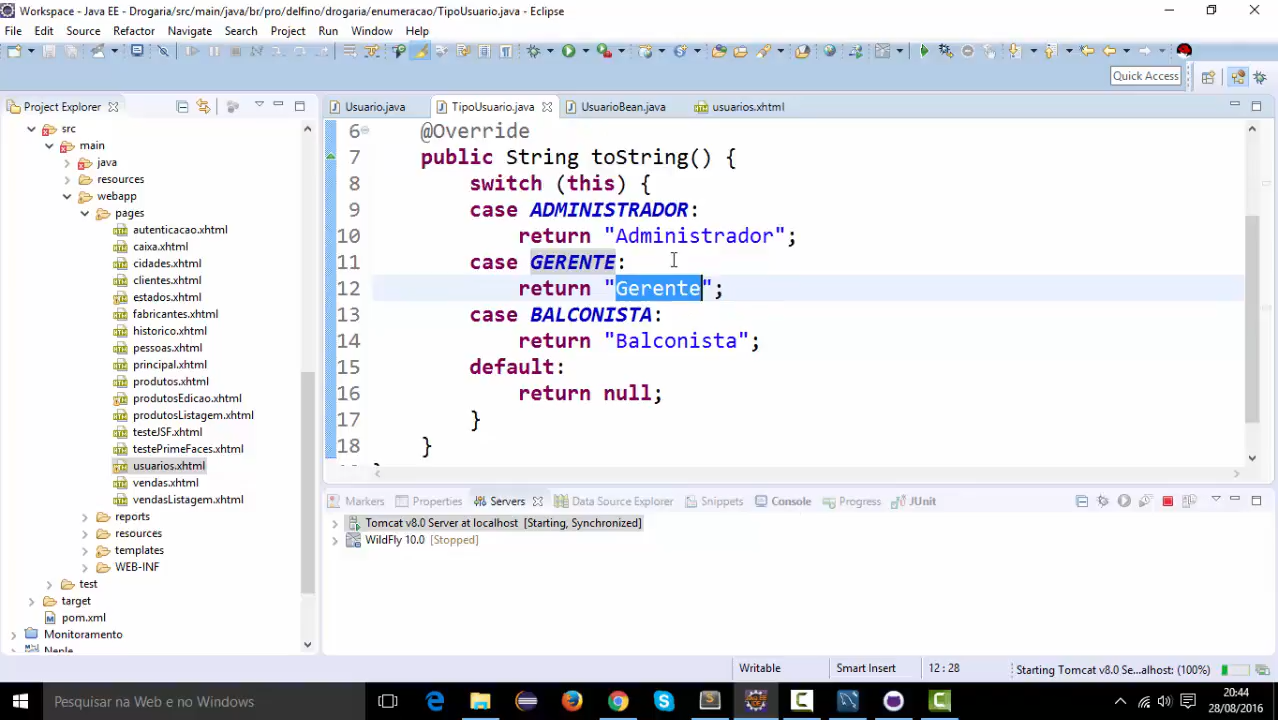 Workspace - Java EE - Drogaria/src/main/java/br/pro/delfino/drogaria/enumeracao/TipoUsuario.java - Eclipse
File Edit Source Refactor Navigate Search Project Run Window Help
Quick Access
Project Explorer
Usuario.java TipoUsuario.java UsuarioBean.java usuarios.xhtml
src
main
java
resources
webapp
pages
autenticacao.xhtml
caixa.xhtml
cidades.xhtml
clientes.xhtml
estados.xhtml
fabricantes.xhtml
historico.xhtml
pessoas.xhtml
principal.xhtml
produtos.xhtml
produtosEdicao.xhtml
produtosListagem.xhtml
testeJSF.xhtml
testePrimeFaces.xhtml
usuarios.xhtml
vendas.xhtml
vendasListagem.xhtml
reports
resources
templates
WEB-INF
test
target
pom.xml
Monitoramento
6 @Override
7 public String toString() {
8 switch (this) {
9 case ADMINISTRADOR:
10 return "Administrador";
11 case GERENTE:
12 return "Gerente";
13 case BALCONISTA:
14 return "Balconista";
15 default:
16 return null;
17 }
18 }
Markers Properties Servers Data Source Explorer Snippets Console Progress JUnit
Tomcat v8.0 Server at localhost [Starting, Synchronized]
WildFly 10.0 [Stopped]
Writable Smart Insert 12 : 28 Starting Tomcat v8.0 Se...alhost: (100%)
Pesquisar na Web e no Windows
20:44
28/08/2016